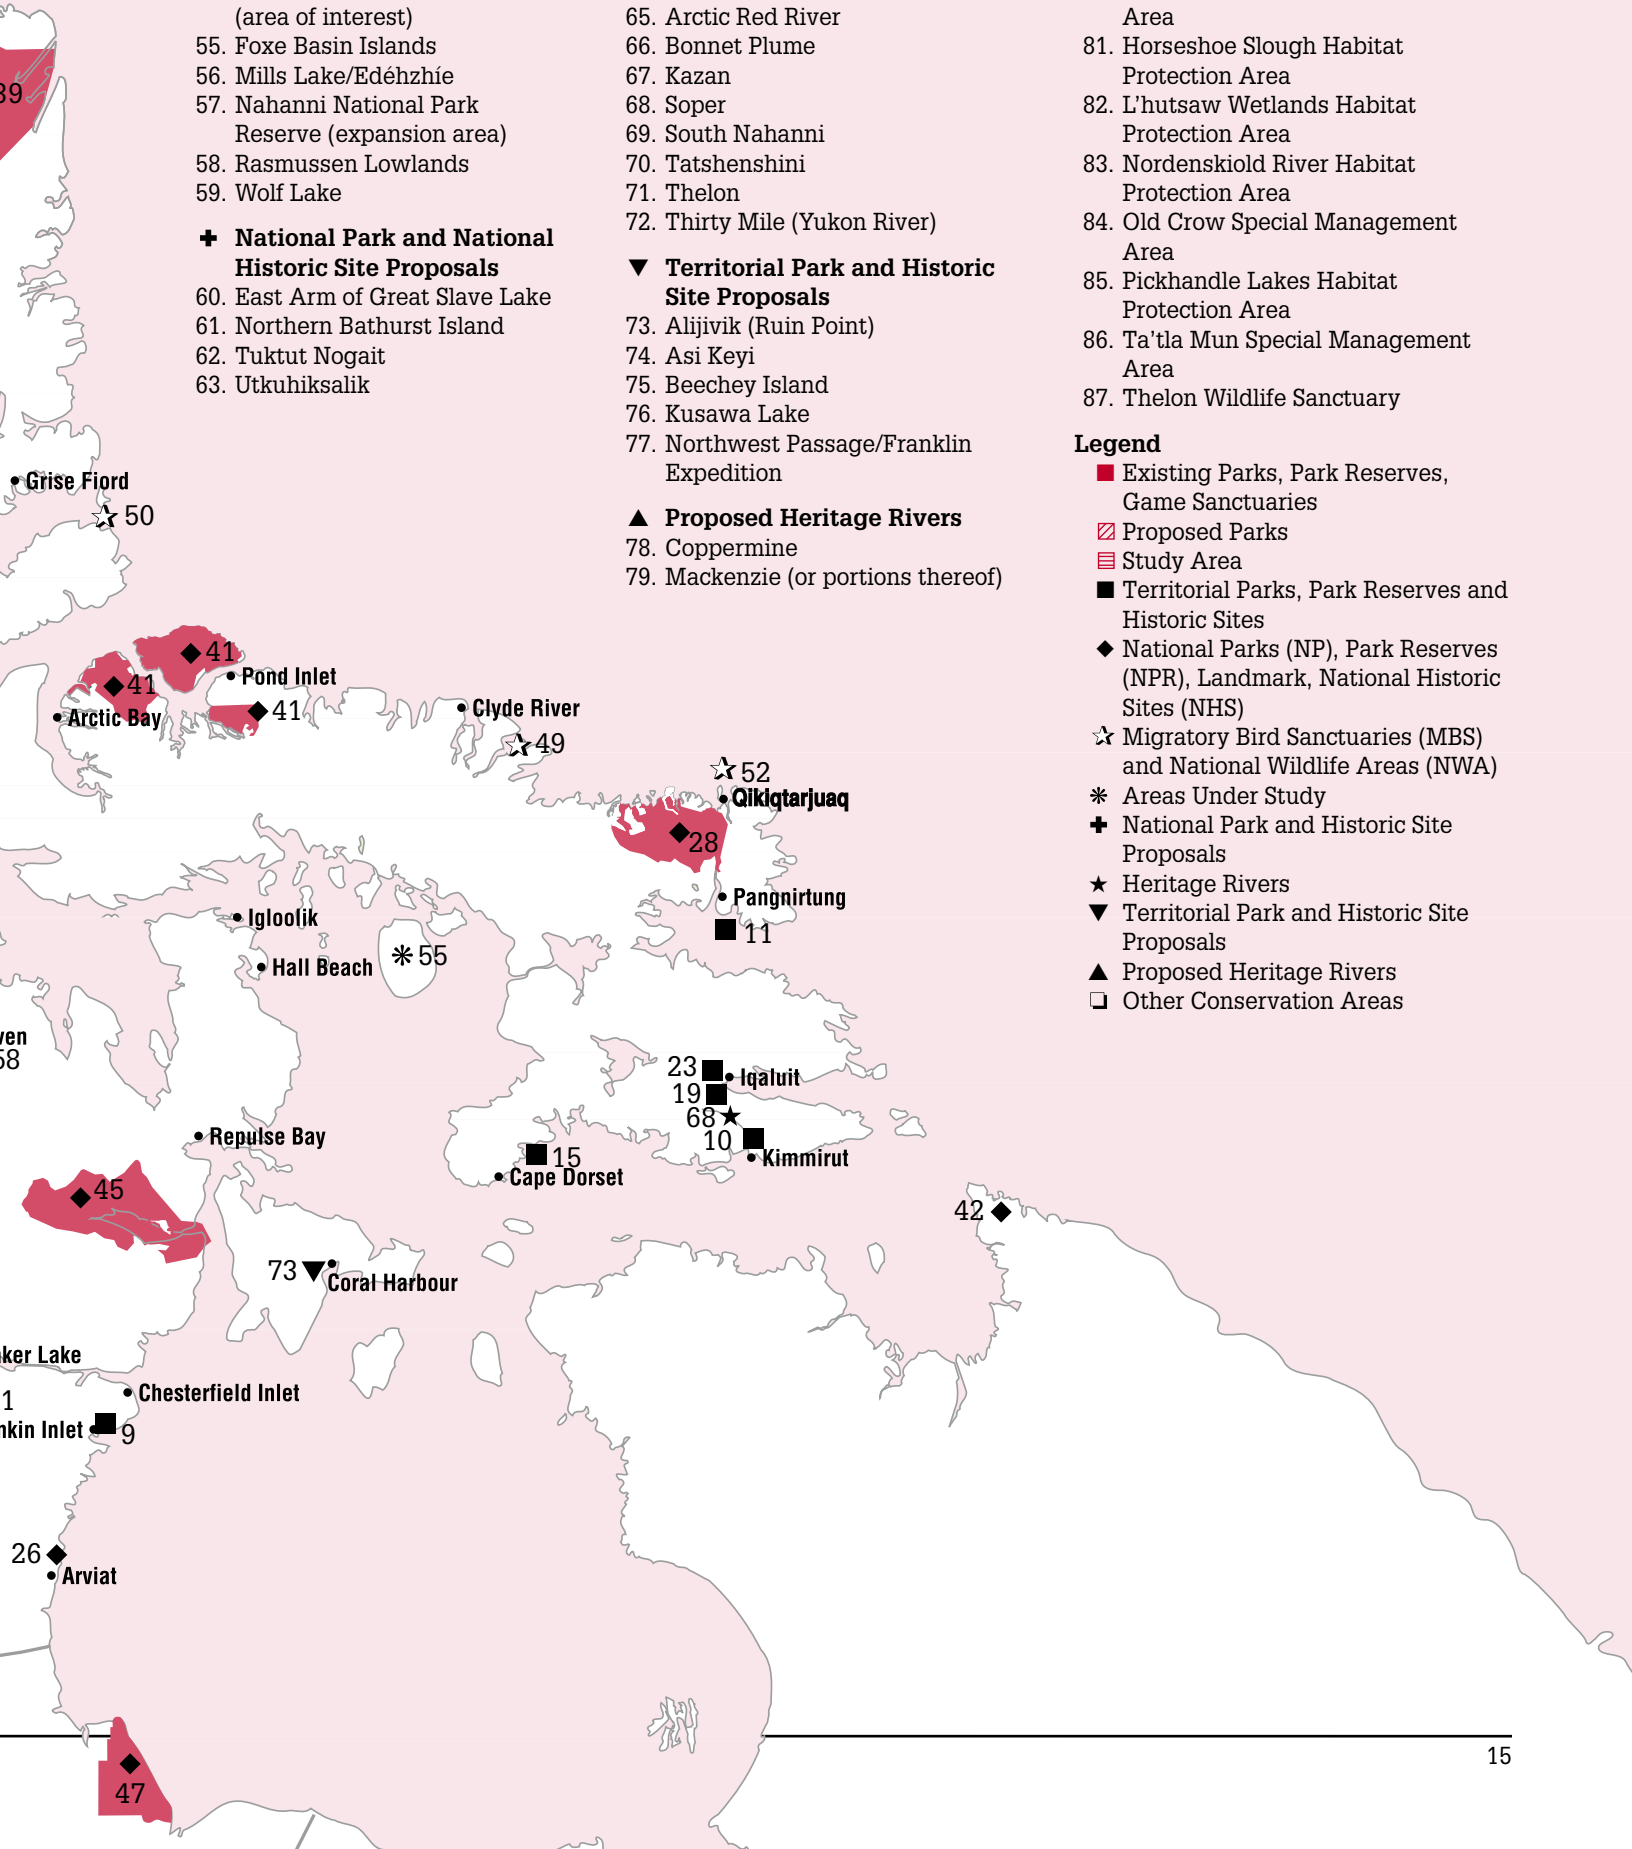 (area of interest)
55. Foxe Basin Islands
56. Mills Lake/Edéhzhíe
57. Nahanni National Park
Reserve (expansion area)
58. Rasmussen Lowlands
59. Wolf Lake
National Park and National
Historic Site Proposals
60. East Arm of Great Slave Lake
61. Northern Bathurst Island
62. Tuktut Nogait
63. Utkuhiksalik
65. Arctic Red River
66. Bonnet Plume
67. Kazan
68. Soper
69. South Nahanni
70. Tatshenshini
71. Thelon
72. Thirty Mile (Yukon River)
Territorial Park and Historic
Site Proposals
73. Alijivik (Ruin Point)
74. Asi Keyi
75. Beechey Island
76. Kusawa Lake
77. Northwest Passage/Franklin
Expedition
Proposed Heritage Rivers
78. Coppermine
79. Mackenzie (or portions thereof)
Area
81. Horseshoe Slough Habitat
Protection Area
82. L’hutsaw Wetlands Habitat
Protection Area
83. Nordenskiold River Habitat
Protection Area
84. Old Crow Special Management
Area
85. Pickhandle Lakes Habitat
Protection Area
86. Ta’tla Mun Special Management
Area
87. Thelon Wildlife Sanctuary
Legend
Existing Parks, Park Reserves,
Game Sanctuaries
Proposed Parks
Study Area
Territorial Parks, Park Reserves and
Historic Sites
National Parks (NP), Park Reserves
(NPR), Landmark, National Historic
Sites (NHS)
Migratory Bird Sanctuaries (MBS)
and National Wildlife Areas (NWA)
Areas Under Study
National Park and Historic Site
Proposals
Heritage Rivers
Territorial Park and Historic Site
Proposals
Proposed Heritage Rivers
Other Conservation Areas
39
Grise Fiord
50
41
Pond Inlet
41
Arctic Bay
41
Clyde River
49
52
Qikiqtarjuaq
28
Pangnirtung
11
Igloolik
55
Hall Beach
ven
58
23
Iqaluit
19
68
10
Kimmirut
Repulse Bay
15
Cape Dorset
45
42
73
Coral Harbour
ker Lake
Chesterfield Inlet
1
nkin Inlet
9
26
Arviat
47
15